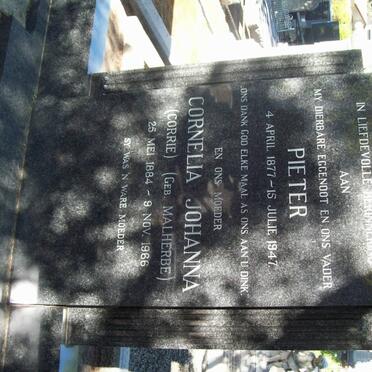 IN LIEFDEVOLLE
AAN
MY DIERBARE EGGENOOT EN ONS VADER
PIETER
4 APRIL 1877 - 15 JULIE 1947
ONS DANK GOD ELKE MAAL AS ONS AAN U DINK
EN ONS MOEDER
CORNELIA JOHANNA
(CORRIE) (GEB. MALHERBE)
25 MEI 1884 - 9 NOV. 1966
SY WAS 'N WARE MOEDER